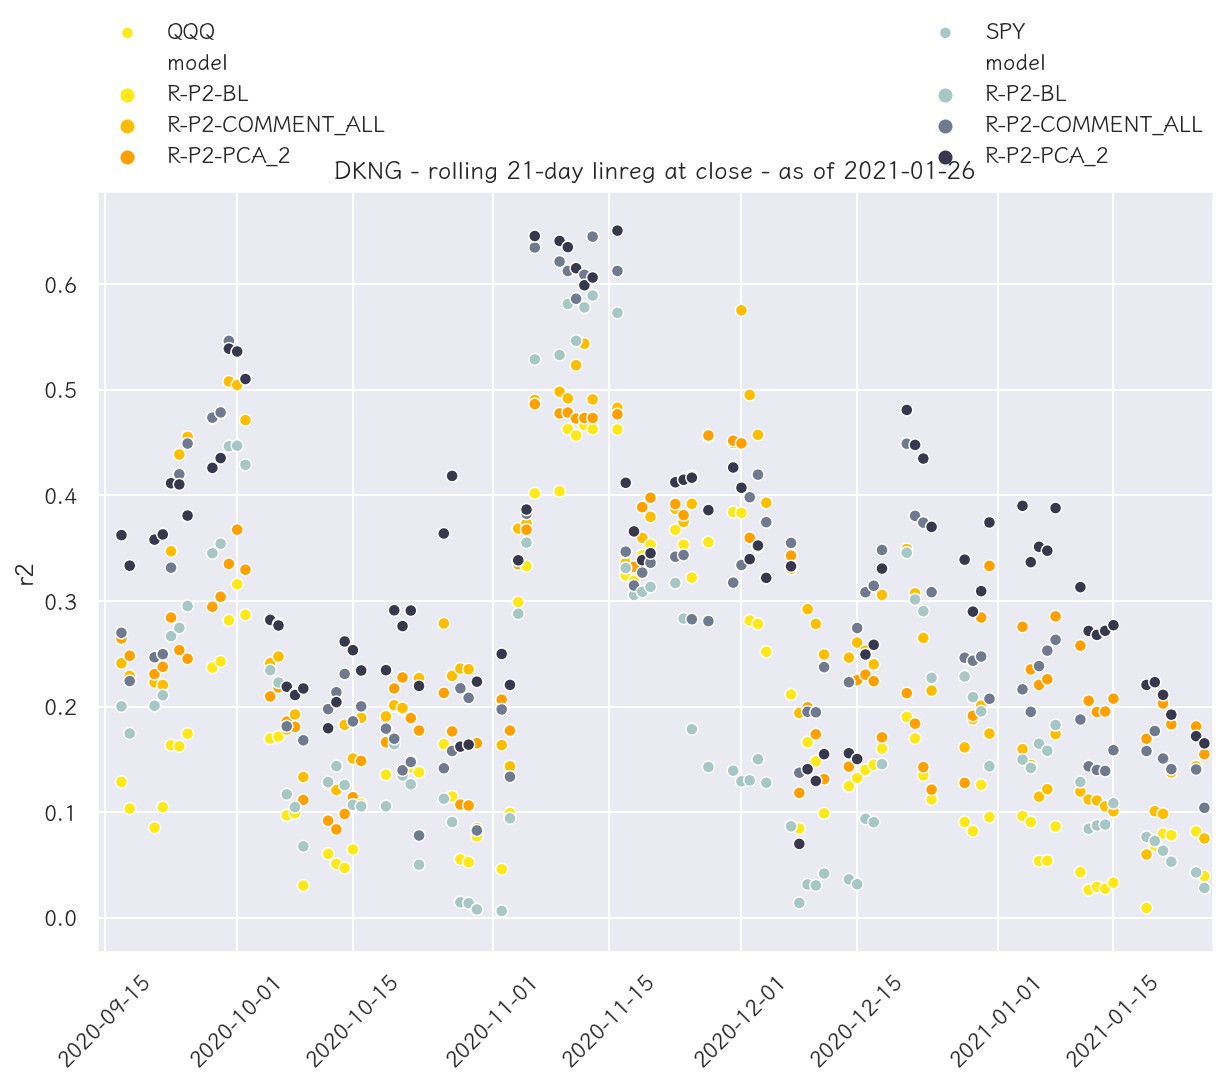 QQQ
model
R-P2-BL
R-P2-COMMENT_ALL
R-P2-PCA_2
SPY
model
R-P2-BL
R-P2-COMMENT_ALL
R-P2-PCA_2
DKNG - rolling 21-day linreg at close - as of 2021-01-26
r2
0.6
0.5
0.4
0.3
0.2
0.1
0.0
2020-09-15
2020-10-01
2020-10-15
2020-11-01
2020-11-15
2020-12-01
2020-12-15
2021-01-01
2021-01-15